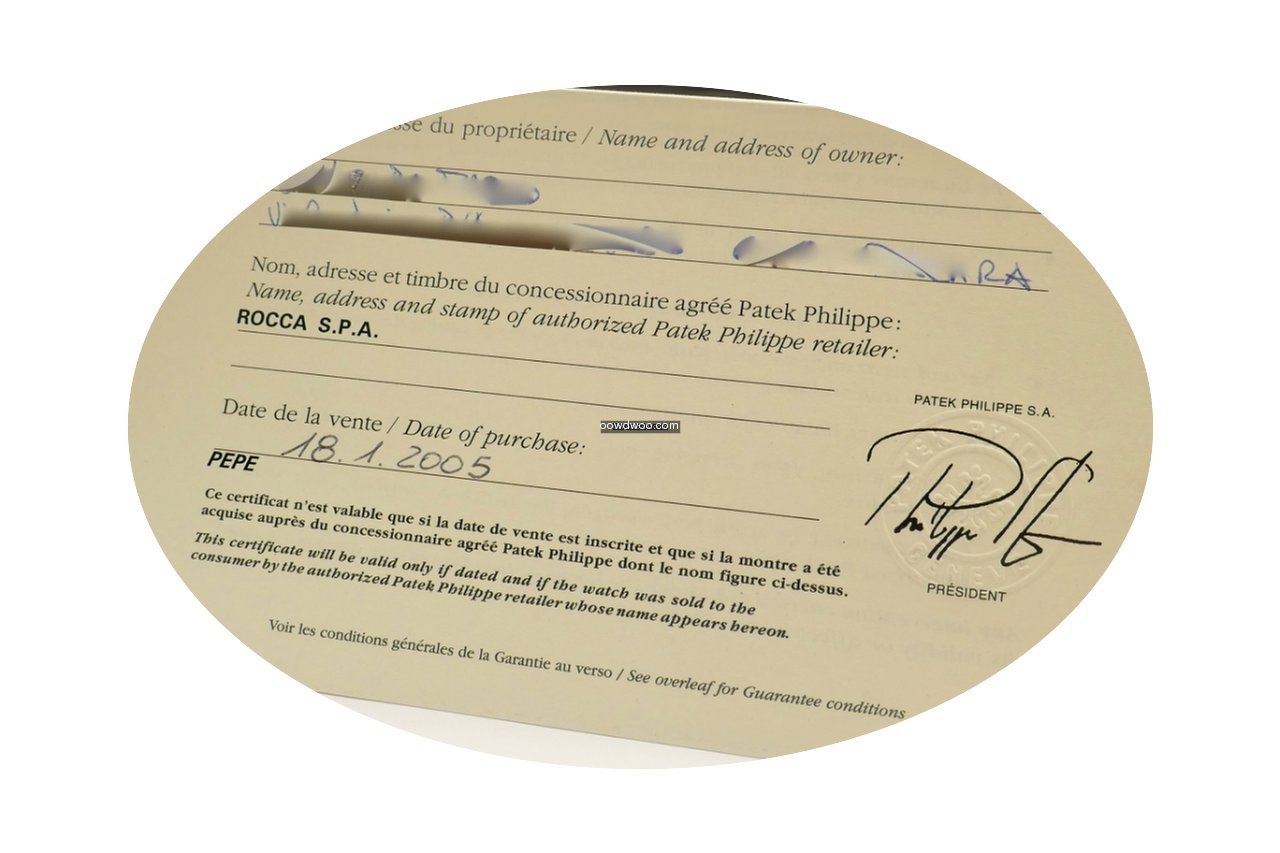 sse du propriétaire / Name and address of owner:
Nom, adresse et timbre du concessionnaire agréé Patek Philippe:
Name, address and stamp of authorized Patek Philippe retailer:
ROCCA S.P.A.
PATEK PHILIPPE S.A.
Date de la vente / Date of purchase:
18.1.2005
oowdwoo.com
PEPE
Ce certificat n'est valable que si la date de vente est inscrite et que si la montre a été
acquise auprès du concessionnaire agréé Patek Philippe dont le nom figure ci-dessus.
This certificate will be valid only if dated and if the watch was sold to the
consumer by the authorized Patek Philippe retailer whose name appears hereon.
PRÉSIDENT
Voir les conditions générales de la Garantie au verso / See overleaf for Guarantee conditions